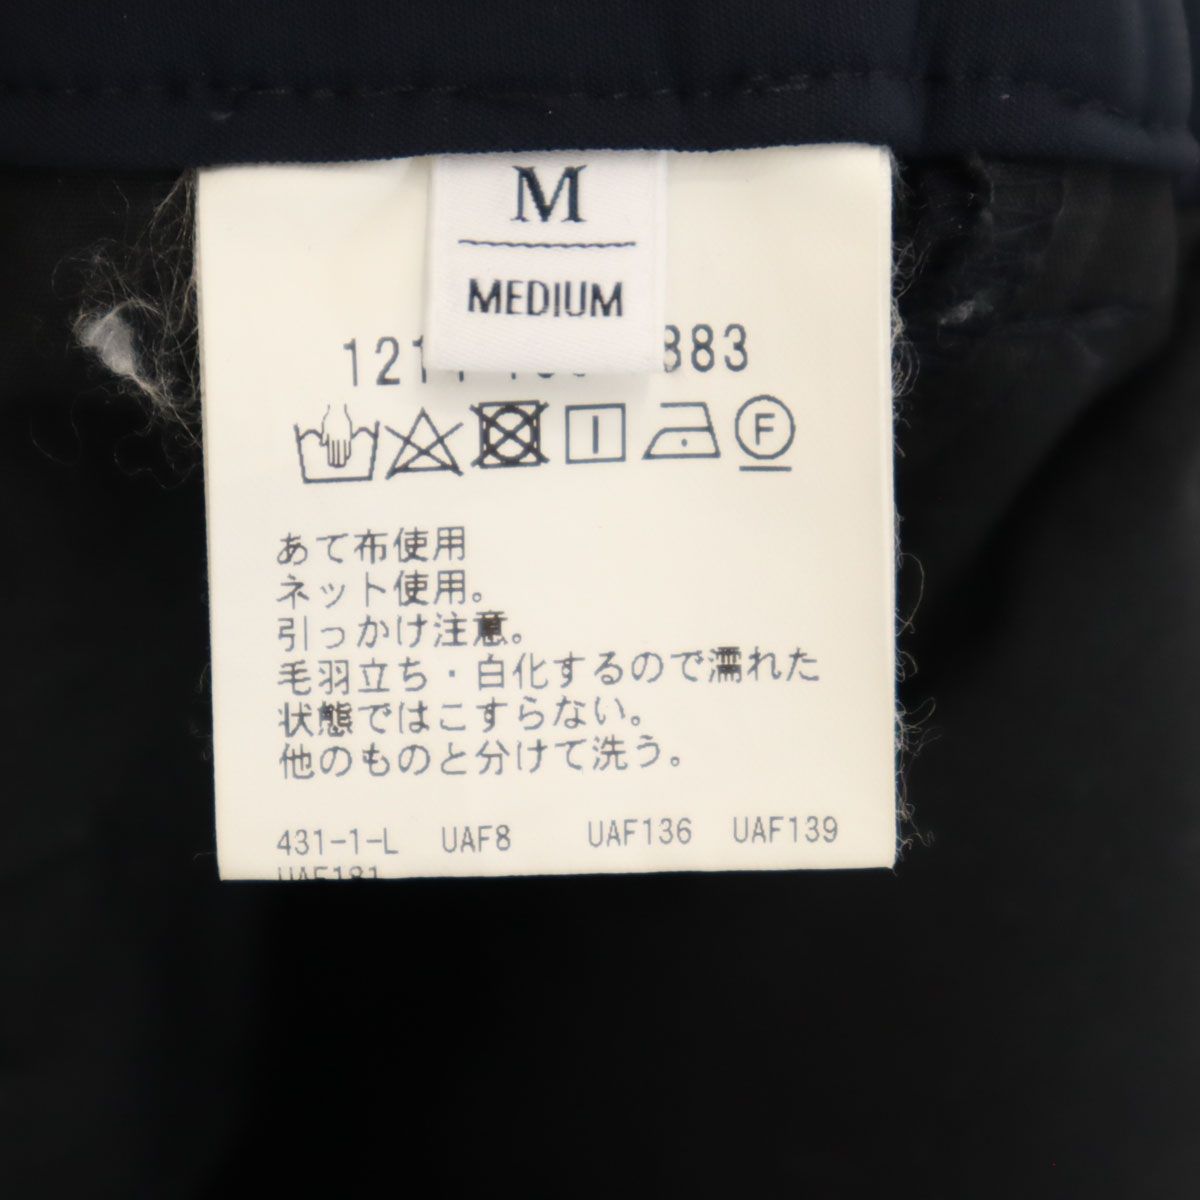 M
MEDIUM
883
I F
あて布使用
ネット使用。
引っかけ注意。
毛羽立ち・白化するので濡れた
状態ではこすらない。
他のものと分けて洗う。
431-1-L UAF8 UAF136 UAF139
UAF181